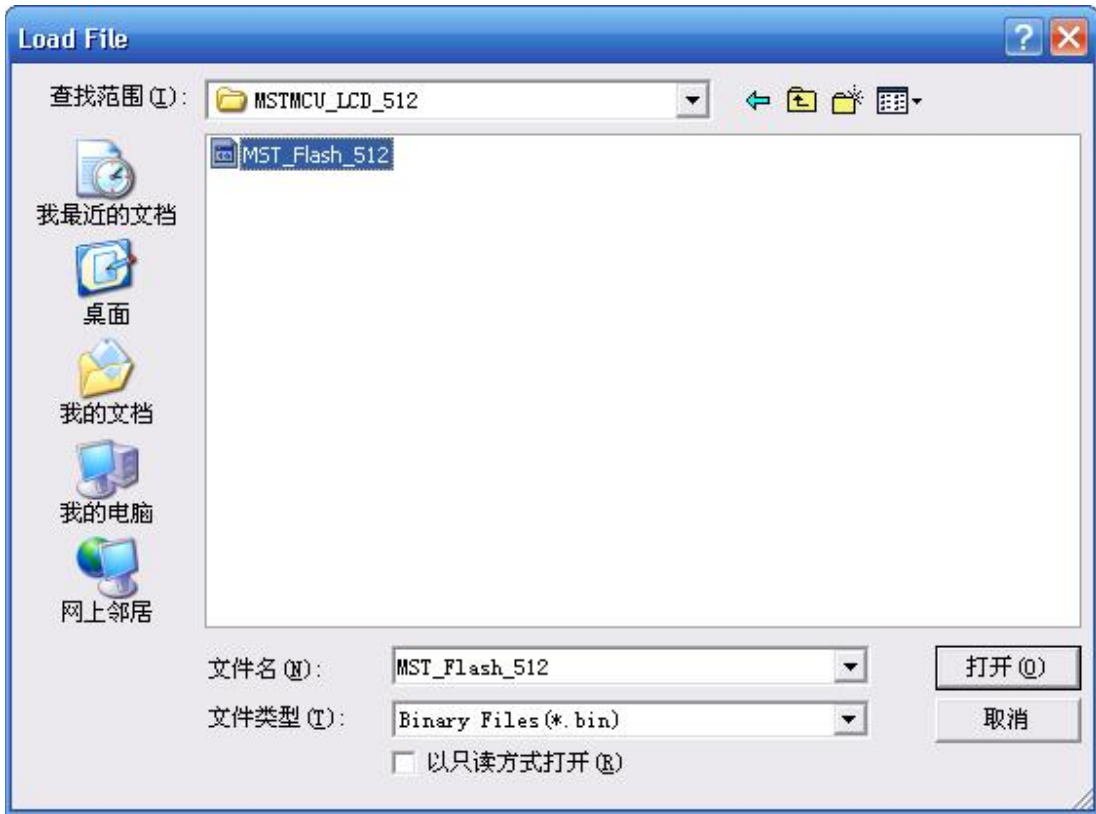 Load File
查找范围(I):
MSTMCV_LCD_512
MST_Flash_512
我最近的文档
桌面
我的文档
我的电脑
网上邻居
文件名(N):
MST_Flash_512
打开(O)
文件类型(T):
Binary Files(*.bin)
取消
以只读方式打开(R)